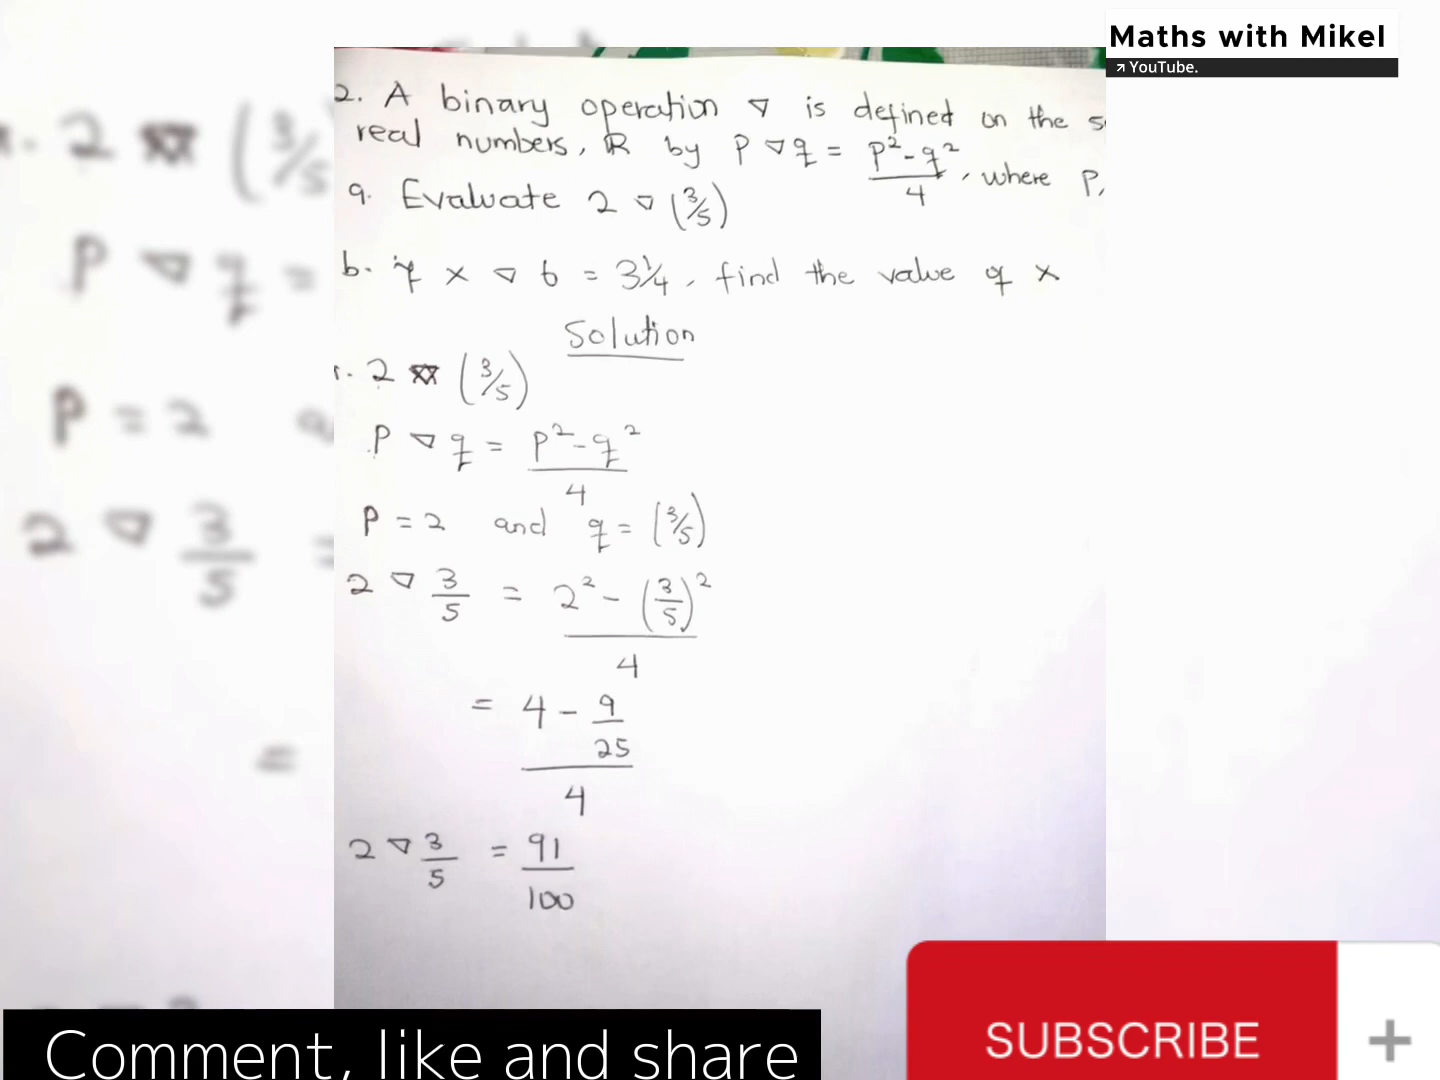 Maths with Mikel
↗ YouTube.
2. A binary operation ▽ is defined on the s
real numbers, ℝ by P ▽ q = p² - q² / 4, where P,
a. Evaluate 2 ▽ (3/5)
b. If x ▽ 6 = 3 1/4, find the value of x
Solution
2 (3/5)
P ▽ q = p² - q² / 4
P = 2 and q = (3/5)
2 ▽ 3/5 = 2² - (3/5)² / 4
= 4 - 9/25 / 4
2 ▽ 3/5 = 91/100
Comment, like and share
SUBSCRIBE +